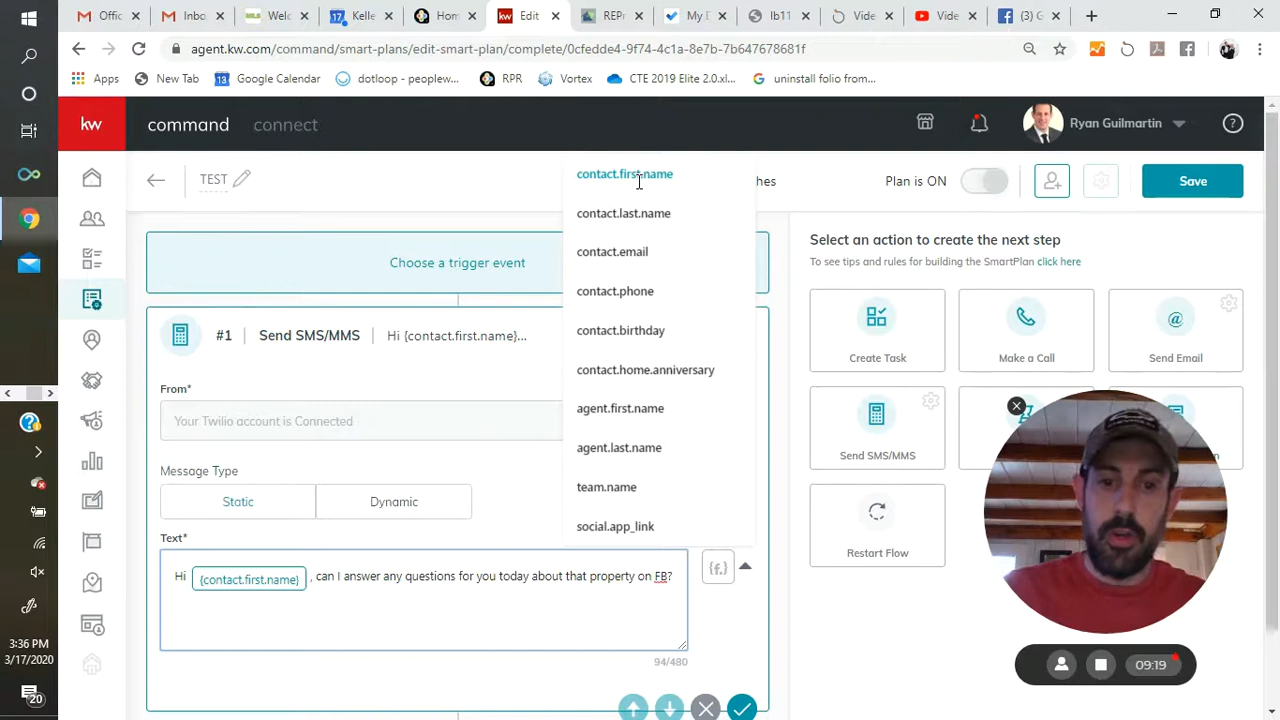 Office
Inbo
Welc
17 Kelle
Hom
kw Edit
REPr
My D
lb11
Vide
Vide
(3) C
agent.kw.com/command/smart-plans/edit-smart-plan/complete/0cfedde4-9f74-4c1a-8e7b-7b647678681f
Apps
New Tab
13 Google Calendar
dotloop - peoplew...
RPR
Vortex
CTE 2019 Elite 2.0.xl...
uninstall folio from...
kw
command
connect
Ryan Guilmartin
TEST
ches
Plan is ON
Save
contact.first.name
contact.last.name
contact.email
contact.phone
contact.birthday
contact.home.anniversary
agent.first.name
agent.last.name
team.name
social.app_link
Choose a trigger event
#1 Send SMS/MMS Hi {contact.first.name}...
From*
Your Twilio account is Connected
Message Type
Static
Dynamic
Text*
Hi {contact.first.name} , can I answer any questions for you today about that property on FB?
{f.}
94/480
Select an action to create the next step
To see tips and rules for building the SmartPlan click here
Create Task
Make a Call
Send Email
Send SMS/MMS
Restart Flow
09:19
3:36 PM
3/17/2020
20